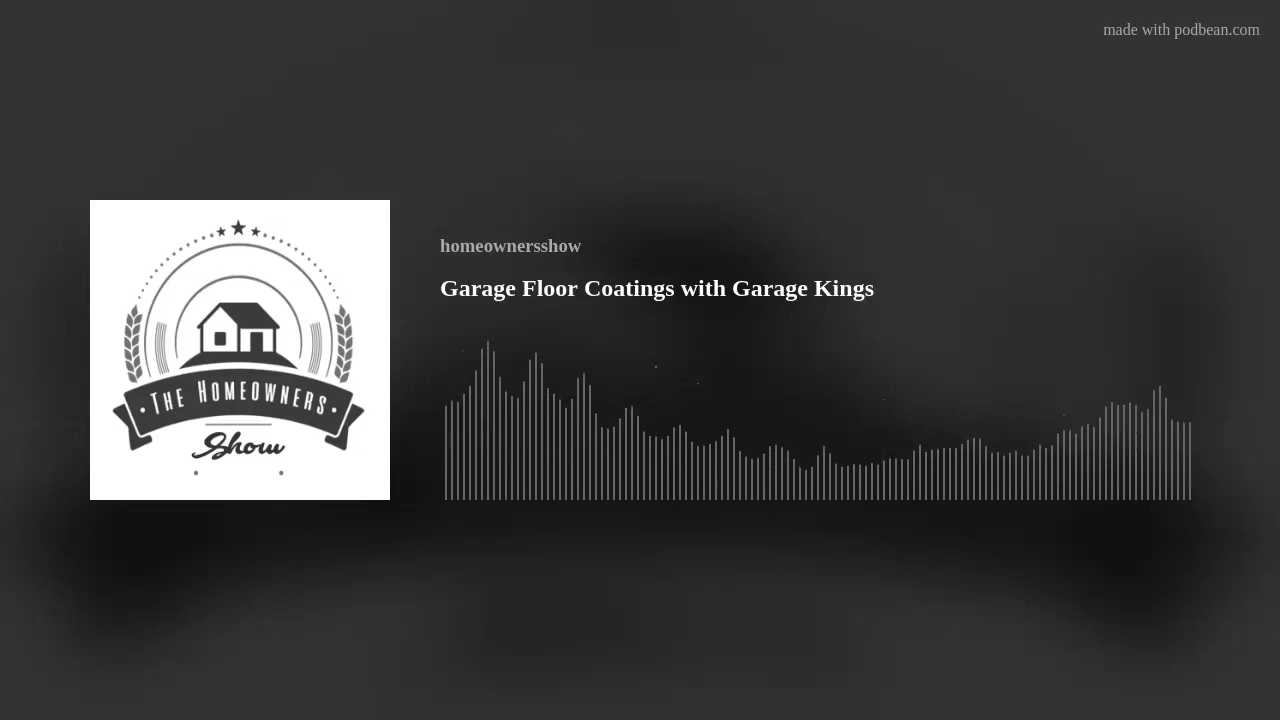 made with podbean.com
homeownersshow
Garage Floor Coatings with Garage Kings
THE HOMEOWNERS
Show